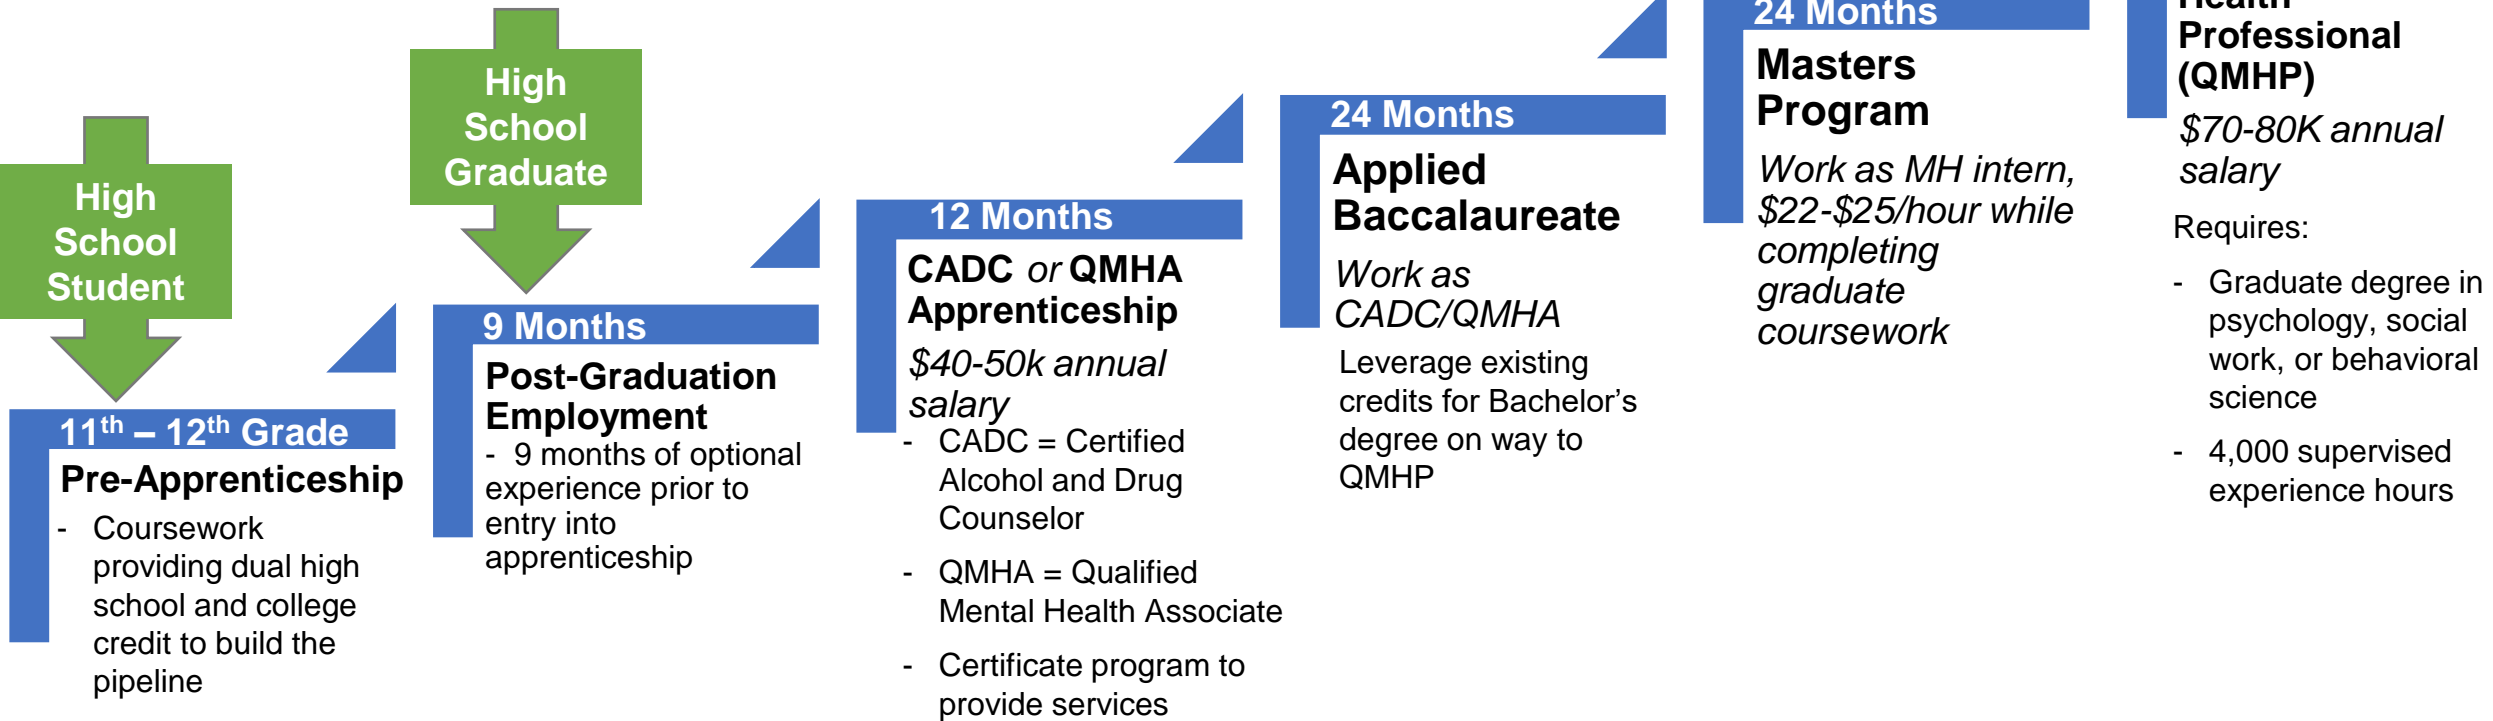 High
School
Student
11th – 12th Grade
Pre-Apprenticeship
- Coursework
providing dual high
school and college
credit to build the
pipeline
High
School
Graduate
9 Months
Post-Graduation
Employment
- 9 months of optional
experience prior to
entry into
apprenticeship
12 Months
CADC or QMHA
Apprenticeship
$40-50k annual
salary
- CADC = Certified
Alcohol and Drug
Counselor
- QMHA = Qualified
Mental Health Associate
- Certificate program to
provide services
24 Months
Applied
Baccalaureate
Work as
CADC/QMHA
Leverage existing
credits for Bachelor’s
degree on way to
QMHP
24 Months
Masters
Program
Work as MH intern,
$22-$25/hour while
completing
graduate
coursework
Health
Professional
(QMHP)
$70-80K annual
salary
Requires:
- Graduate degree in
psychology, social
work, or behavioral
science
- 4,000 supervised
experience hours